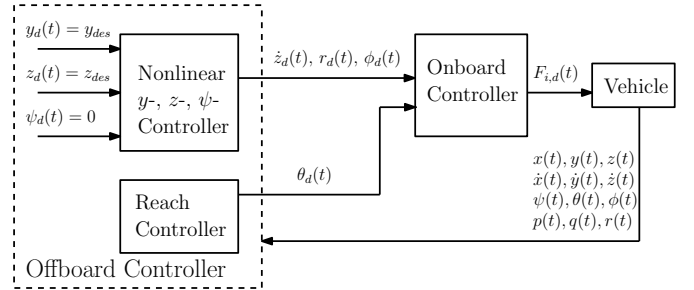 y_d(t) = y_des
z_d(t) = z_des
ψ_d(t) = 0
Nonlinear
y-, z-, ψ-
Controller
ż_d(t), r_d(t), ϕ_d(t)
Onboard
Controller
F_{i,d}(t)
Vehicle
θ_d(t)
Reach
Controller
x(t), y(t), z(t)
ẋ(t), ẏ(t), ż(t)
ψ(t), θ(t), ϕ(t)
p(t), q(t), r(t)
Offboard Controller